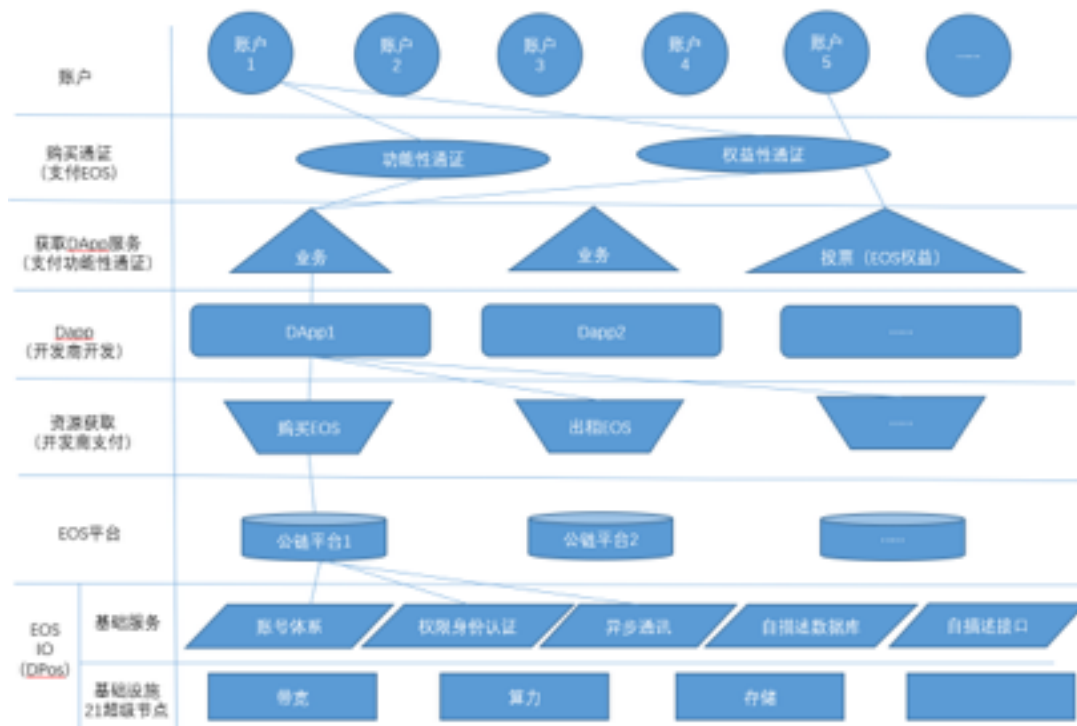 账户
账户
1
账户
2
账户
3
账户
4
账户
5
……
购买通证
（支付EOS）
功能性通证
权益性通证
获取DApp服务
（支付功能性通证）
业务
业务
投票（EOS权益）
Dapp
（开发商开发）
DApp1
Dapp2
……
资源获取
（开发商支付）
购买EOS
出租EOS
……
EOS平台
公链平台1
公链平台2
……
EOS
IO
（DPos）
基础服务
账号体系
权限身份认证
异步通讯
自描述数据库
自描述接口
基础设施
21超级节点
带宽
算力
存储